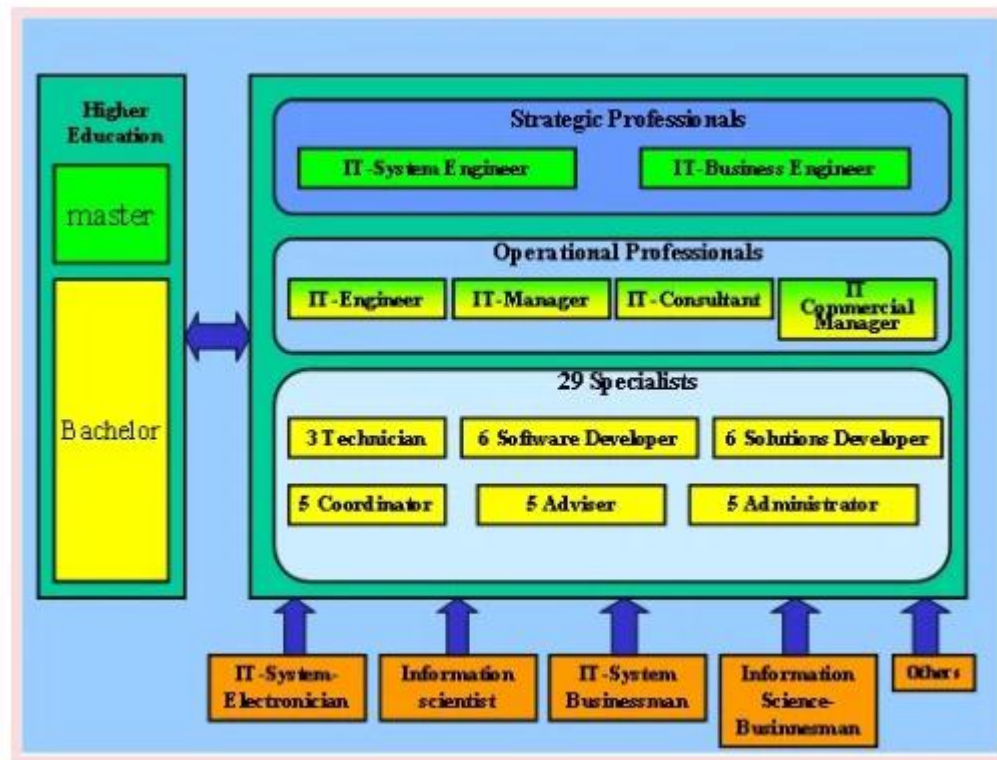 Higher
Education
master
Bachelor
Strategic Professionals
IT-System Engineer
IT-Business Engineer
Operational Professionals
IT-Engineer
IT-Manager
IT-Consultant
IT
Commercial
Manager
29 Specialists
3 Technician
6 Software Developer
6 Solutions Developer
5 Coordinator
5 Adviser
5 Administrator
IT-System-
Electronician
Information
scientist
IT-System
Businessman
Information
Science-
Businnesman
Others